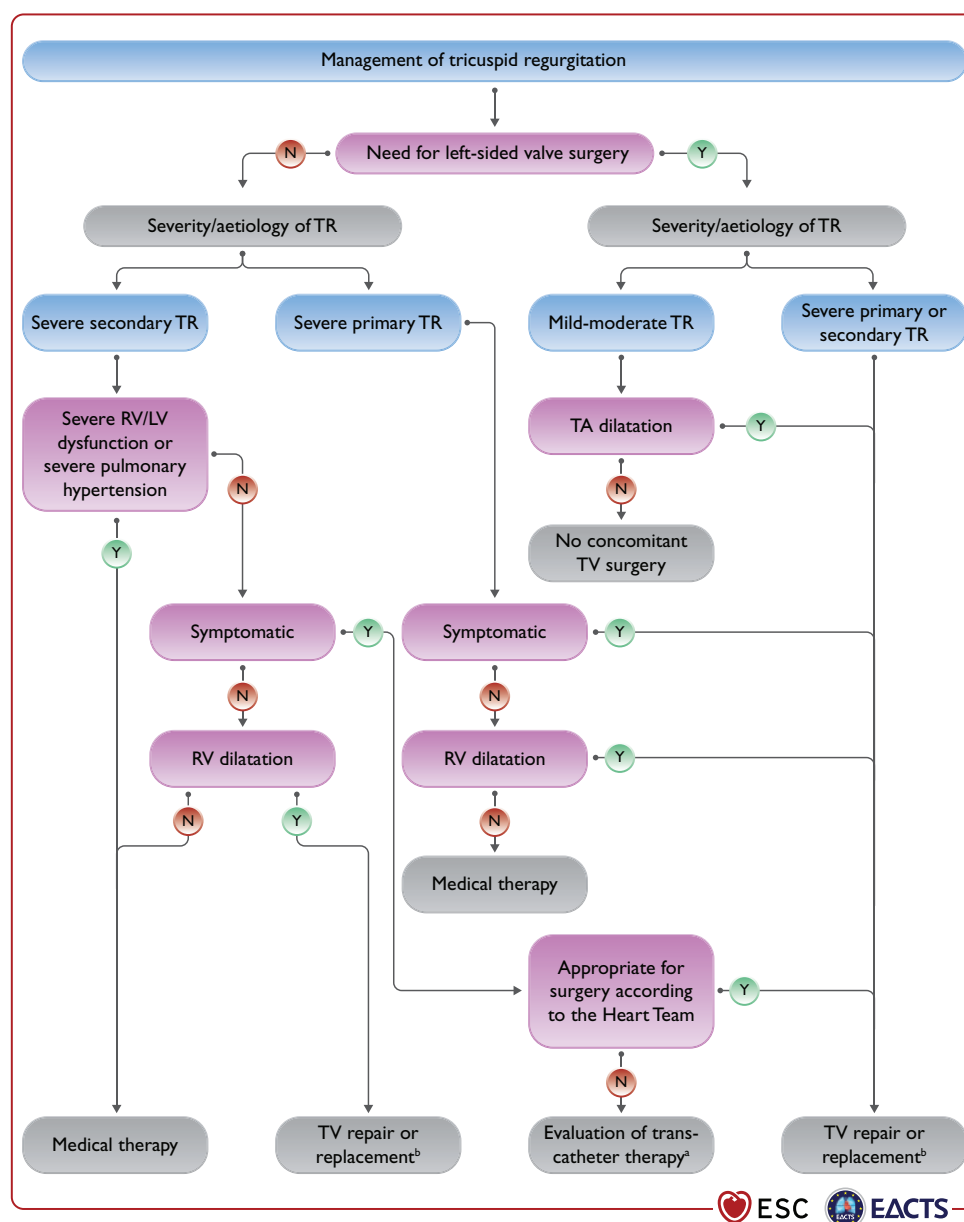 Management of tricuspid regurgitation
N
Need for left-sided valve surgery
Y
Severity/aetiology of TR
Severity/aetiology of TR
Severe secondary TR
Severe primary TR
Mild-moderate TR
Severe primary or
secondary TR
Severe RV/LV
dysfunction or
severe pulmonary
hypertension
TA dilatation
Y
N
N
Y
No concomitant
TV surgery
Symptomatic
Y
Symptomatic
Y
N
N
RV dilatation
RV dilatation
Y
N
Y
N
Medical therapy
Appropriate for
surgery according
to the Heart Team
Y
N
Medical therapy
TV repair or
replacementᵇ
Evaluation of trans-
catheter therapyᵃ
TV repair or
replacementᵇ
ESC
EACTS
EACTS